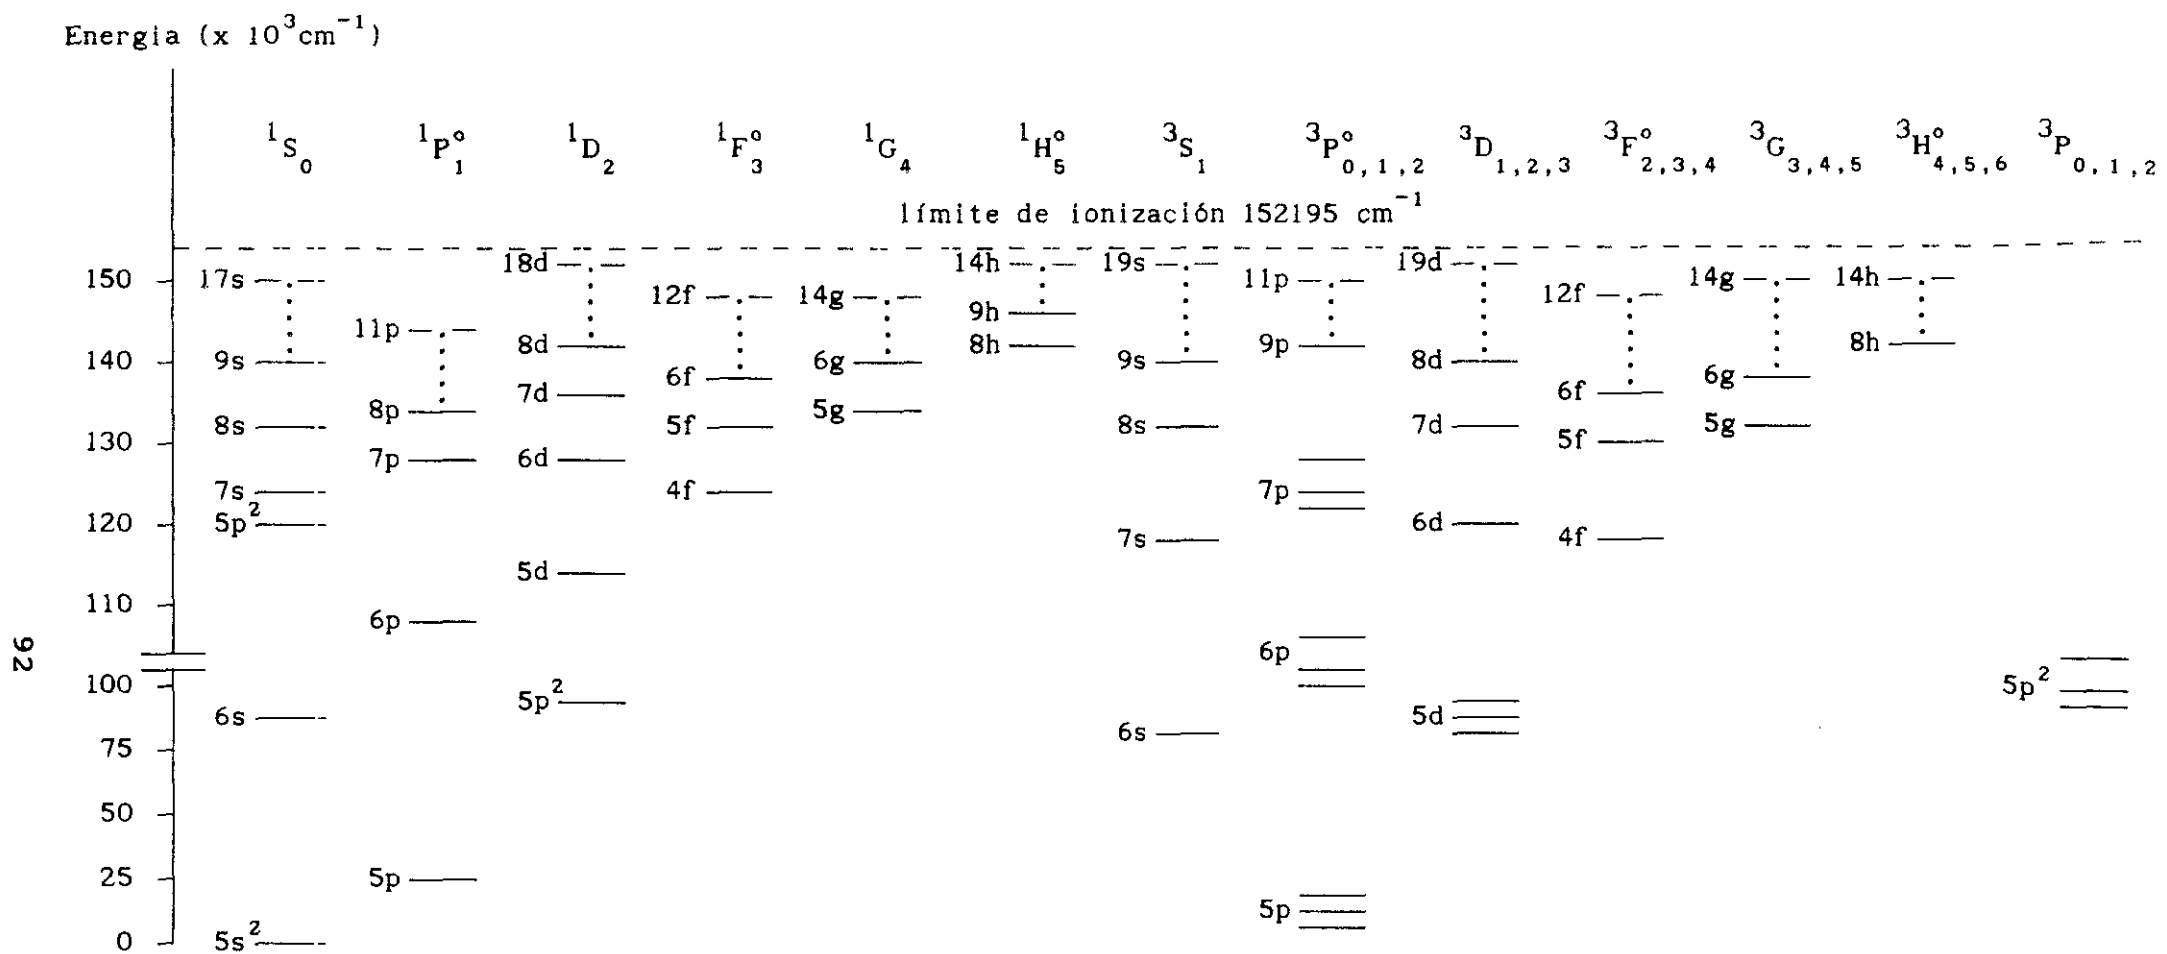 Energia (x 10³cm⁻¹)
¹S₀ ¹P°₁ ¹D₂ ¹F°₃ ¹G₄ ¹H°₅ ³S₁ ³P°₀,₁,₂ ³D₁,₂,₃ ³F°₂,₃,₄ ³G₃,₄,₅ ³H°₄,₅,₆ ³P₀,₁,₂
límite de ionización 152195 cm⁻¹
18d 14h 19s 19d
150 17s 11p 14g 14h
12f 14g 12f
11p 9h
8d 8h 9p 8h
140 9s 6g 9s 8d
6f 6g
7d 6f
8p 5g
8s 5f 8s 7d 5g
130 5f
7p 6d
7s 4f 7p
120 5p² 6d
7s 4f
5d
110
6p
92
6p
100 5p²
5p²
6s 5d
75 6s
50
25 5p
5p
0 5s²